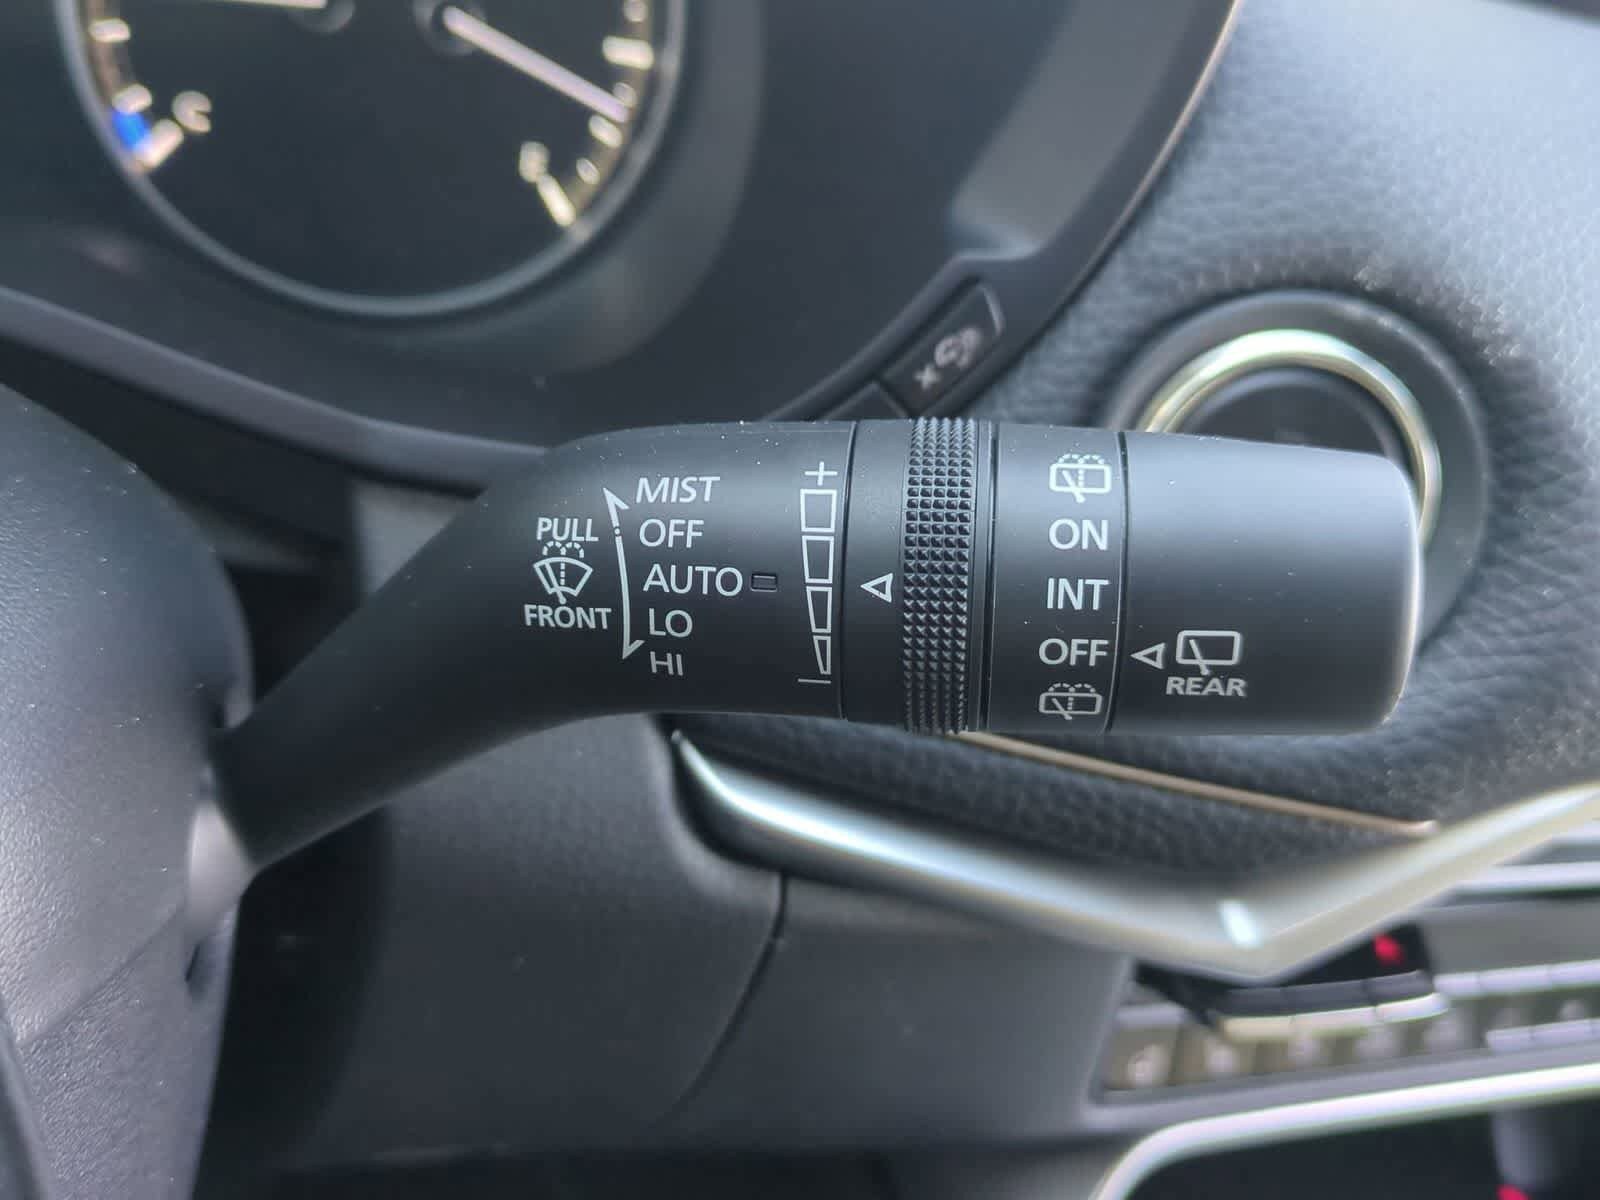 C
PULL
FRONT
MIST
OFF
AUTO
LO
HI
+
−
ON
INT
OFF
REAR